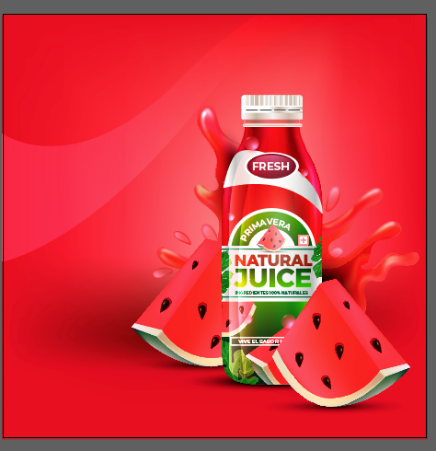 FRESH
PRIMAVERA
NATURAL
JUICE
INGREDIENTES 100% NATURALES
VIVE EL SABOR!